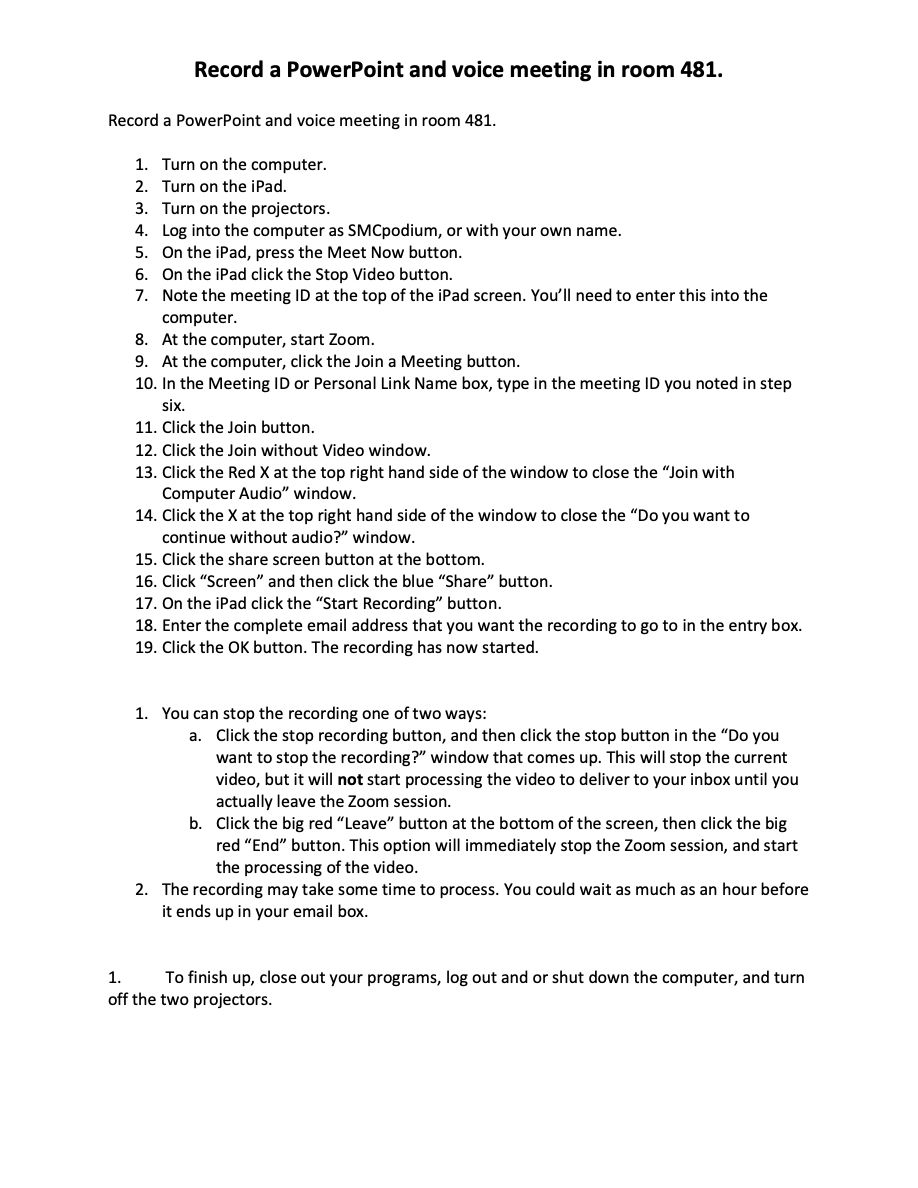 Record a PowerPoint and voice meeting in room 481.
Record a PowerPoint and voice meeting in room 481.
1. Turn on the computer.
2. Turn on the iPad.
3. Turn on the projectors.
4. Log into the computer as SMCpodium, or with your own name.
5. On the iPad, press the Meet Now button.
6. On the iPad click the Stop Video button.
7. Note the meeting ID at the top of the iPad screen. You’ll need to enter this into the
computer.
8. At the computer, start Zoom.
9. At the computer, click the Join a Meeting button.
10. In the Meeting ID or Personal Link Name box, type in the meeting ID you noted in step
six.
11. Click the Join button.
12. Click the Join without Video window.
13. Click the Red X at the top right hand side of the window to close the “Join with
Computer Audio” window.
14. Click the X at the top right hand side of the window to close the “Do you want to
continue without audio?” window.
15. Click the share screen button at the bottom.
16. Click “Screen” and then click the blue “Share” button.
17. On the iPad click the “Start Recording” button.
18. Enter the complete email address that you want the recording to go to in the entry box.
19. Click the OK button. The recording has now started.
1. You can stop the recording one of two ways:
a. Click the stop recording button, and then click the stop button in the “Do you
want to stop the recording?” window that comes up. This will stop the current
video, but it will not start processing the video to deliver to your inbox until you
actually leave the Zoom session.
b. Click the big red “Leave” button at the bottom of the screen, then click the big
red “End” button. This option will immediately stop the Zoom session, and start
the processing of the video.
2. The recording may take some time to process. You could wait as much as an hour before
it ends up in your email box.
1. To finish up, close out your programs, log out and or shut down the computer, and turn
off the two projectors.